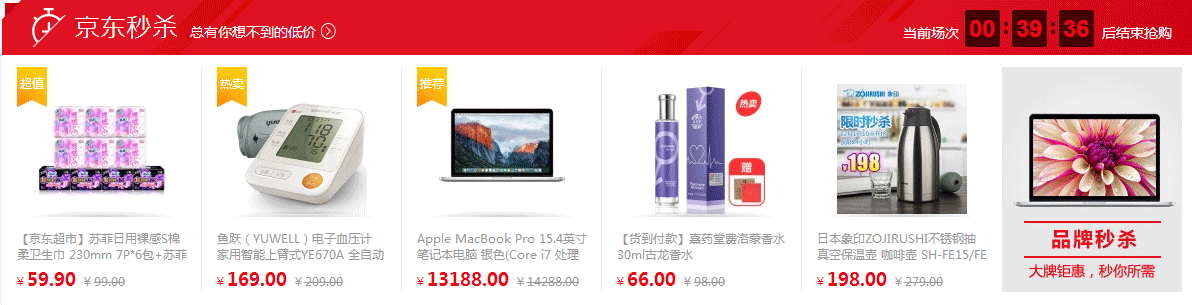 京东秒杀 总有你想不到的低价
当前场次 00 : 39 : 36 后结束抢购
超值
热卖
推荐
热卖
赠
ZOJIRUSHI 象印
限时秒杀
¥198
【京东超市】苏菲日用裸感S棉
柔卫生巾 230mm 7P*6包+苏菲
¥59.90 ¥99.00
鱼跃（YUWELL）电子血压计
家用智能上臂式YE670A 全自动
¥169.00 ¥209.00
Apple MacBook Pro 15.4英寸
笔记本电脑 银色(Core i7 处理
¥13188.00 ¥14288.00
【货到付款】嘉药堂费洛蒙香水
30ml古龙香水
¥66.00 ¥98.00
日本象印ZOJIRUSHI不锈钢抽
真空保温壶 咖啡壶 SH-FE15/FE
¥198.00 ¥279.00
品牌秒杀
大牌钜惠，秒你所需